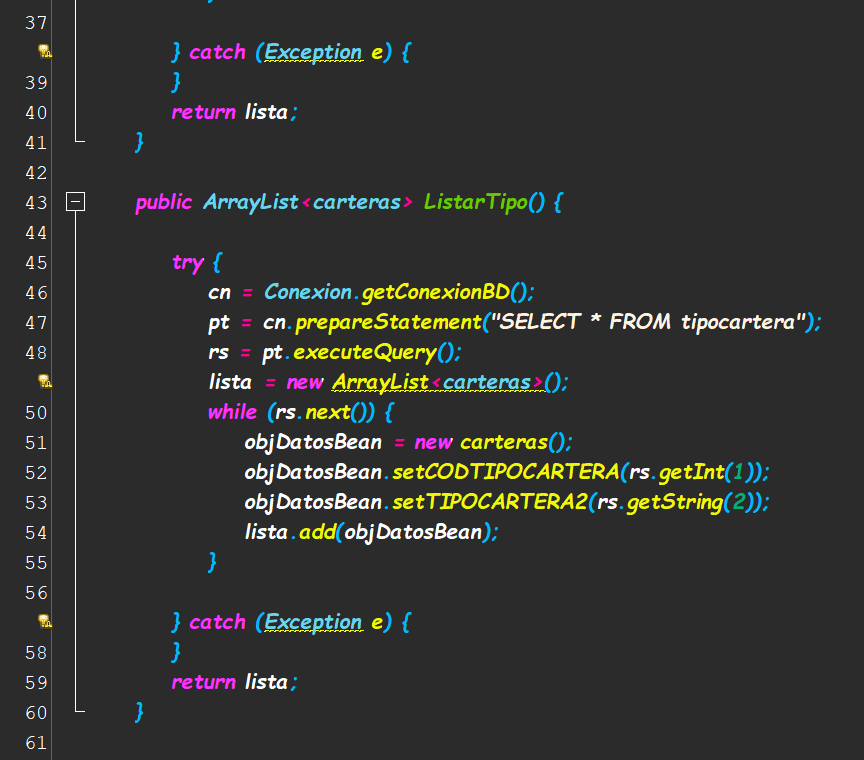 37
} catch (Exception e) {
39 }
40 return lista;
41 }
42
43 public ArrayList<carteras> ListarTipo() {
44
45 try {
46 cn = Conexion.getConexionBD();
47 pt = cn.prepareStatement("SELECT * FROM tipocartera");
48 rs = pt.executeQuery();
lista = new ArrayList<carteras>();
50 while (rs.next()) {
51 objDatosBean = new carteras();
52 objDatosBean.setCODTIPOCARTERA(rs.getInt(1));
53 objDatosBean.setTIPOCARTERA2(rs.getString(2));
54 lista.add(objDatosBean);
55 }
56
} catch (Exception e) {
58 }
59 return lista;
60 }
61